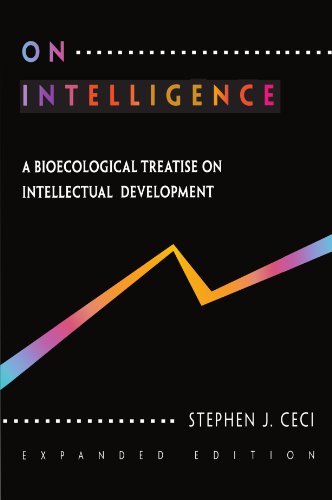 ON
INTELLIGENCE
A BIOECOLOGICAL TREATISE ON
INTELLECTUAL DEVELOPMENT
STEPHEN J. CECI
EXPANDED EDITION